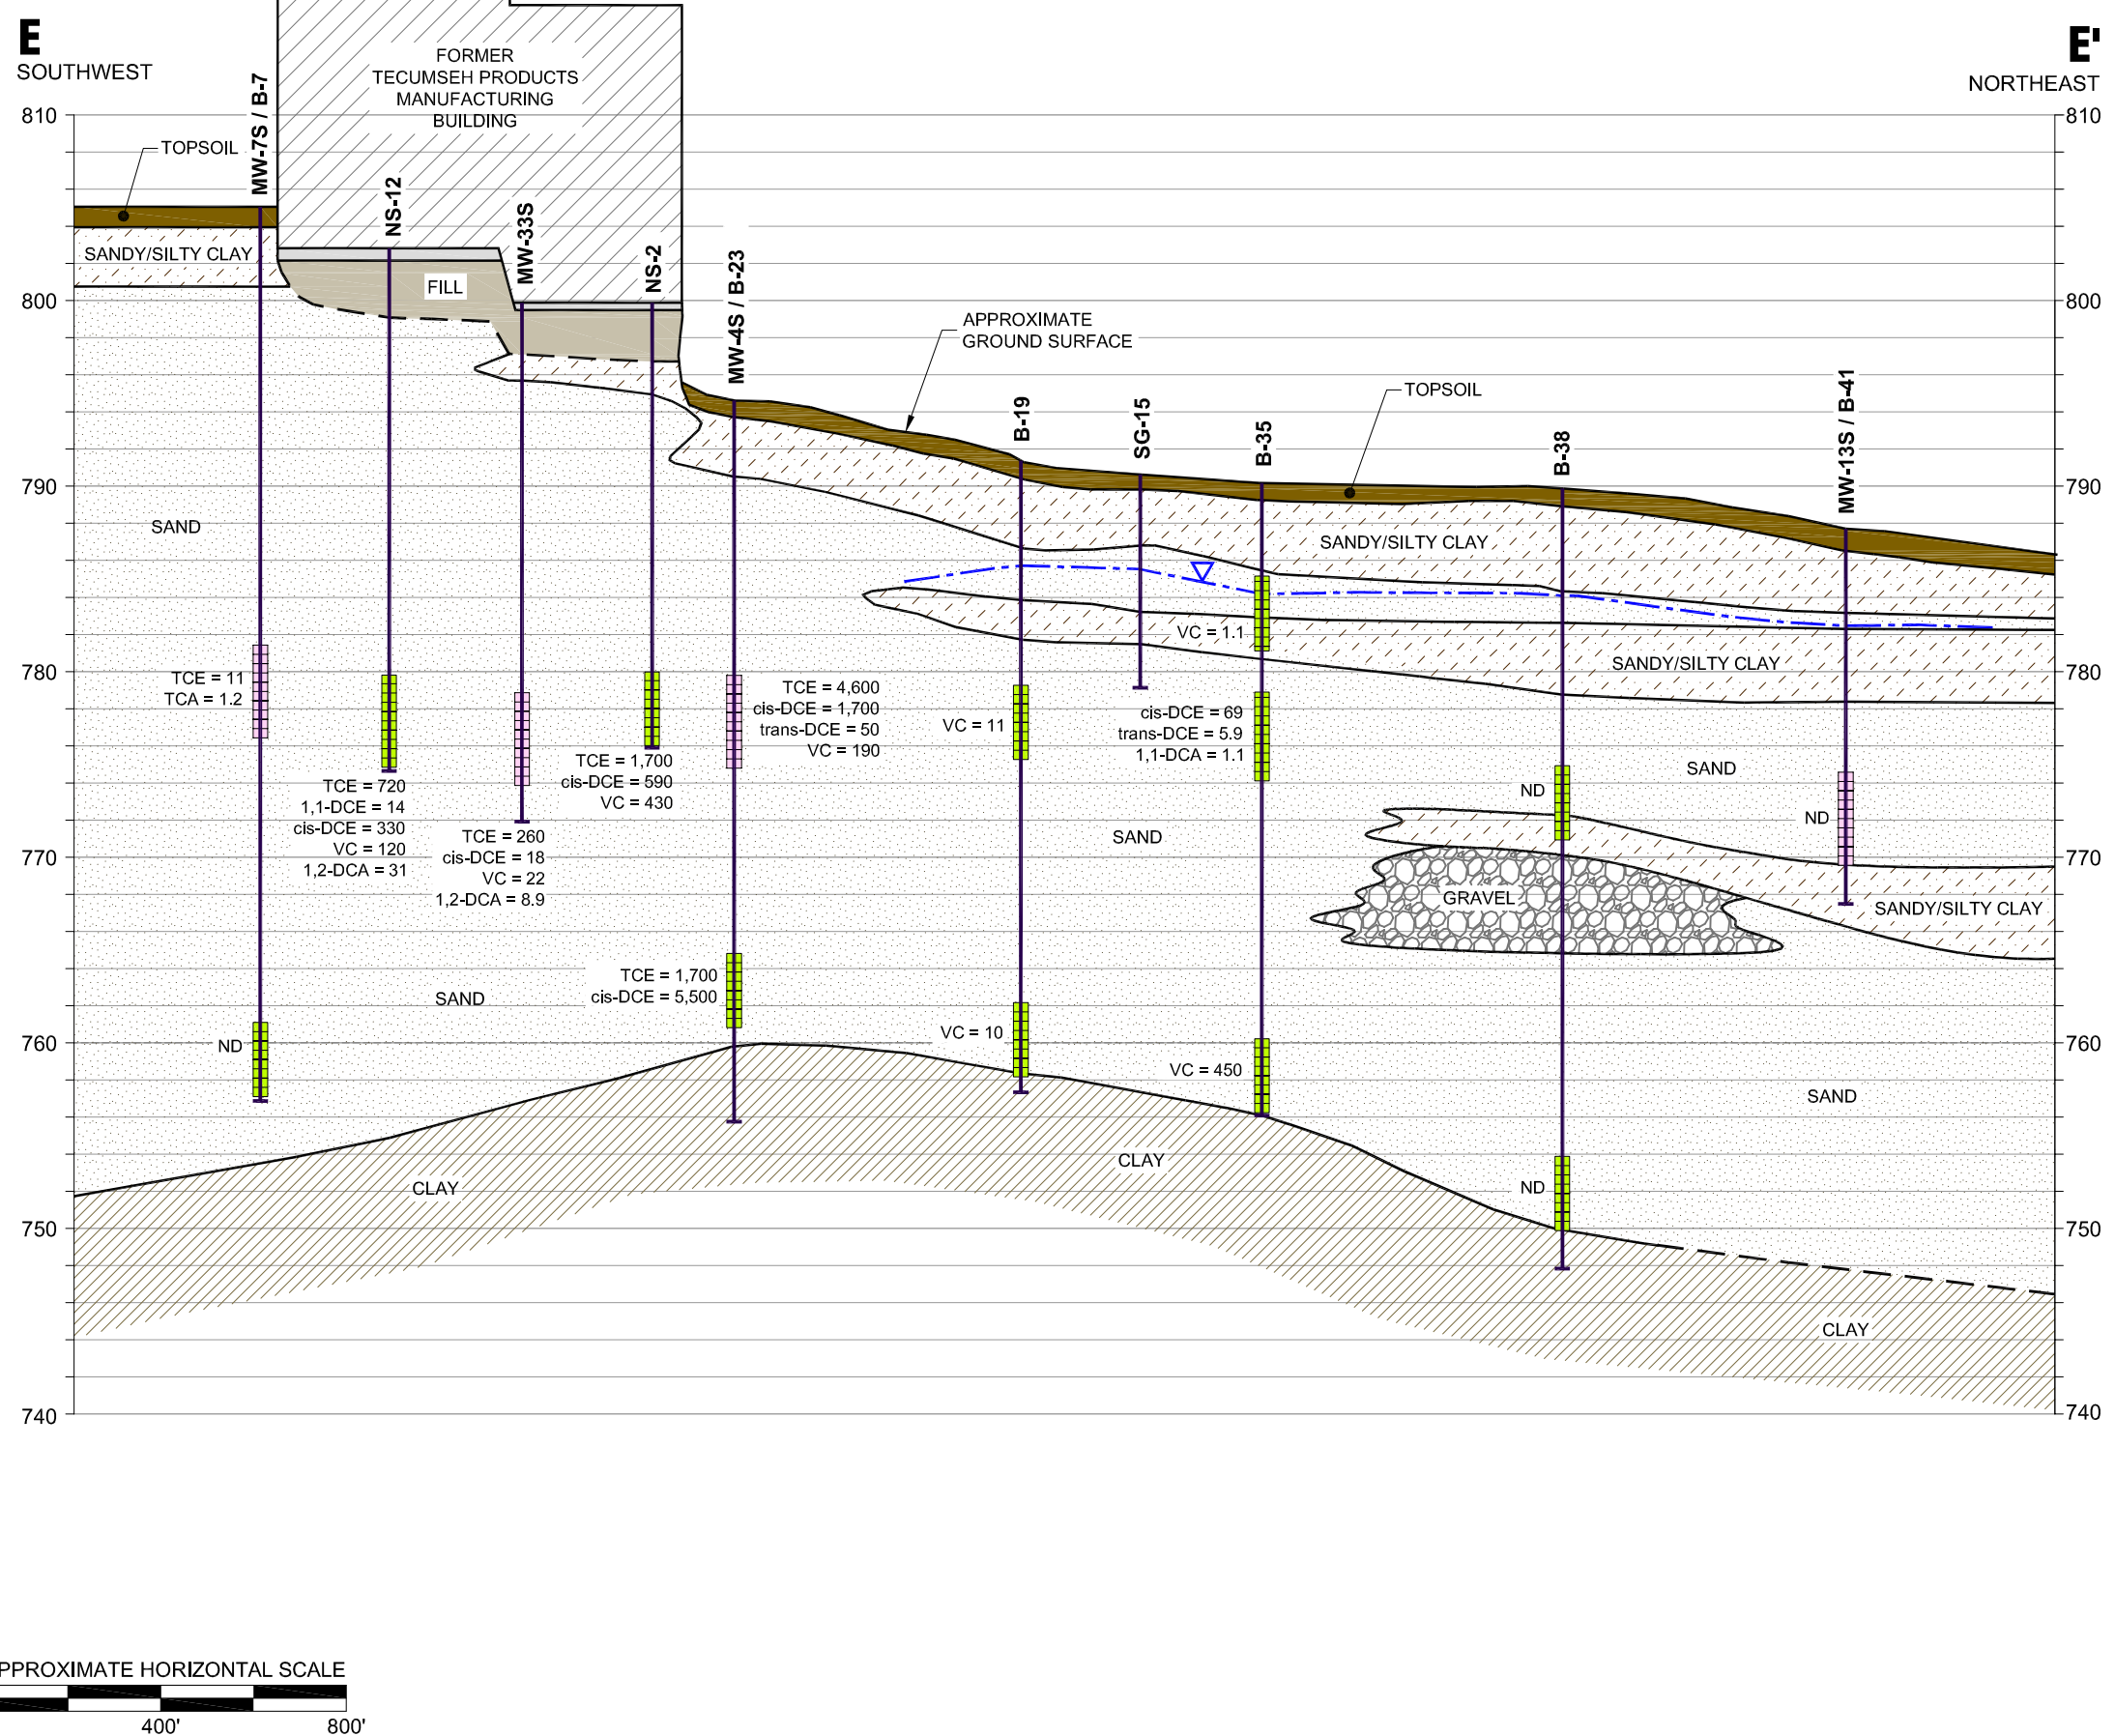 E
SOUTHWEST
E'
NORTHEAST
FORMER
TECUMSEH PRODUCTS
MANUFACTURING
BUILDING
MW-7S / B-7
NS-12
MW-33S
NS-2
MW-4S / B-23
B-19
SG-15
B-35
B-38
MW-13S / B-41
810
800
790
780
770
760
750
740
810
800
790
780
770
760
750
740
TOPSOIL
SANDY/SILTY CLAY
FILL
APPROXIMATE
GROUND SURFACE
TOPSOIL
SAND
SANDY/SILTY CLAY
VC = 1.1
SANDY/SILTY CLAY
TCE = 11
TCA = 1.2
TCE = 4,600
cis-DCE = 1,700
trans-DCE = 50
VC = 190
VC = 11
cis-DCE = 69
trans-DCE = 5.9
1,1-DCA = 1.1
TCE = 1,700
cis-DCE = 590
VC = 430
TCE = 720
1,1-DCE = 14
cis-DCE = 330
VC = 120
1,2-DCA = 31
TCE = 260
cis-DCE = 18
VC = 22
1,2-DCA = 8.9
SAND
SAND
ND
ND
GRAVEL
SANDY/SILTY CLAY
TCE = 1,700
cis-DCE = 5,500
SAND
ND
VC = 10
VC = 450
SAND
CLAY
CLAY
ND
CLAY
PPROXIMATE HORIZONTAL SCALE
400'
800'